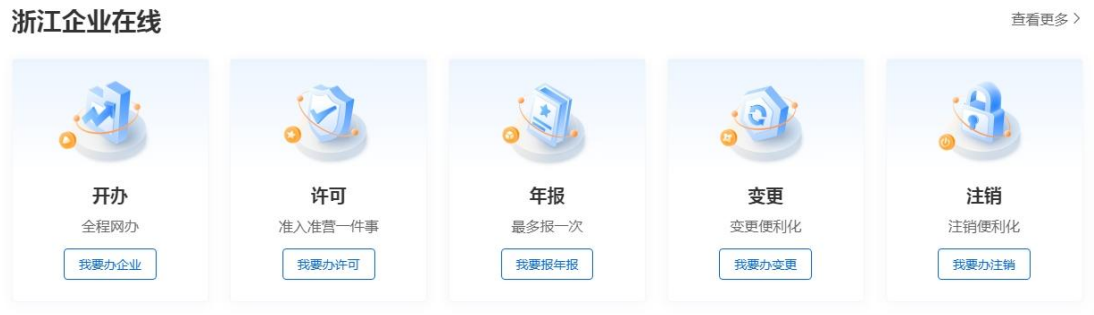 浙江企业在线
查看更多
开办
全程网办
我要办企业
许可
准入准营一件事
我要办许可
年报
最多报一次
我要报年报
变更
变更便利化
我要办变更
注销
注销便利化
我要办注销